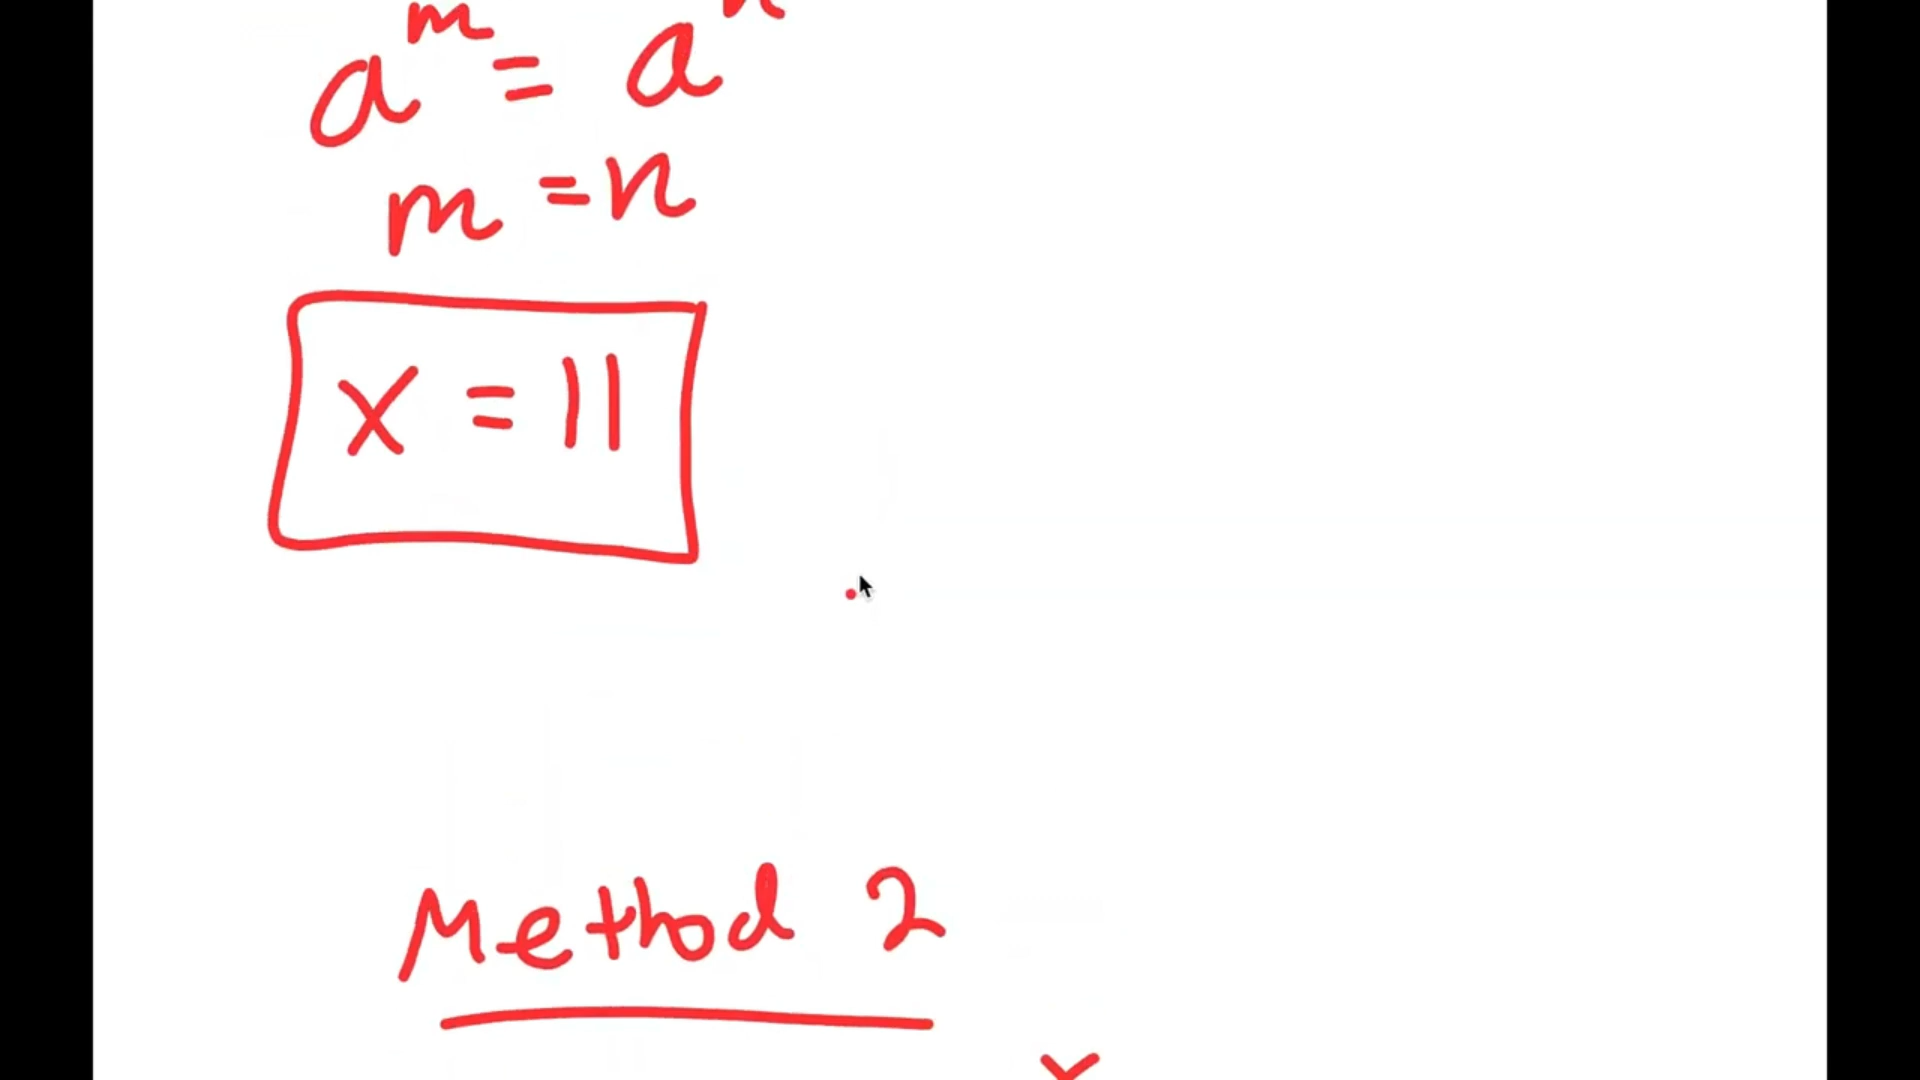 a^m = a^n
m = n
x = 11
Method 2
x